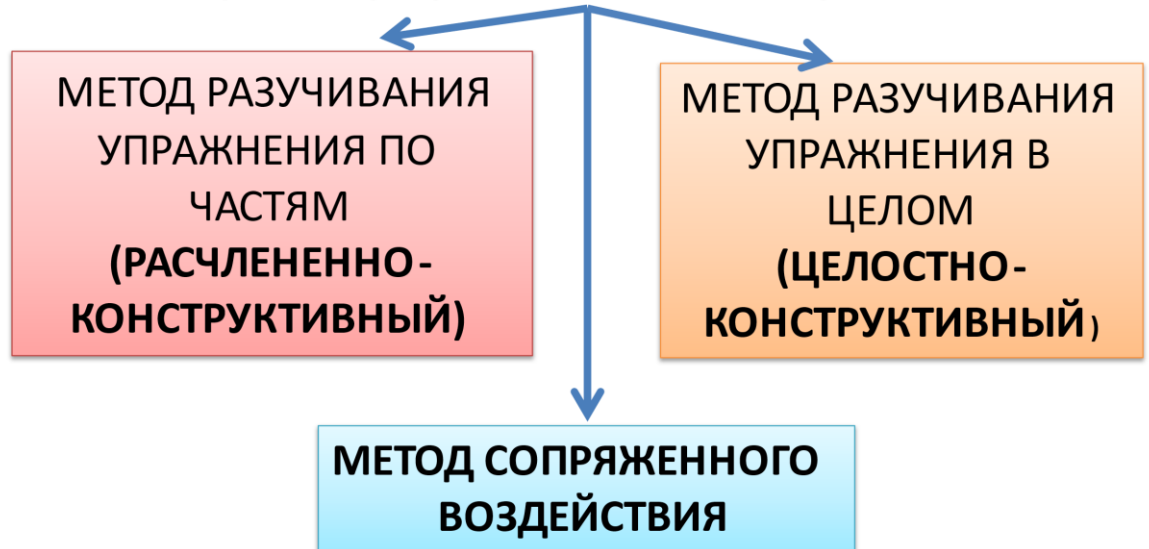 МЕТОД РАЗУЧИВАНИЯ
УПРАЖНЕНИЯ ПО
ЧАСТЯМ
(РАСЧЛЕНЕННО-
КОНСТРУКТИВНЫЙ)
МЕТОД РАЗУЧИВАНИЯ
УПРАЖНЕНИЯ В
ЦЕЛОМ
(ЦЕЛОСТНО-
КОНСТРУКТИВНЫЙ)
МЕТОД СОПРЯЖЕННОГО
ВОЗДЕЙСТВИЯ